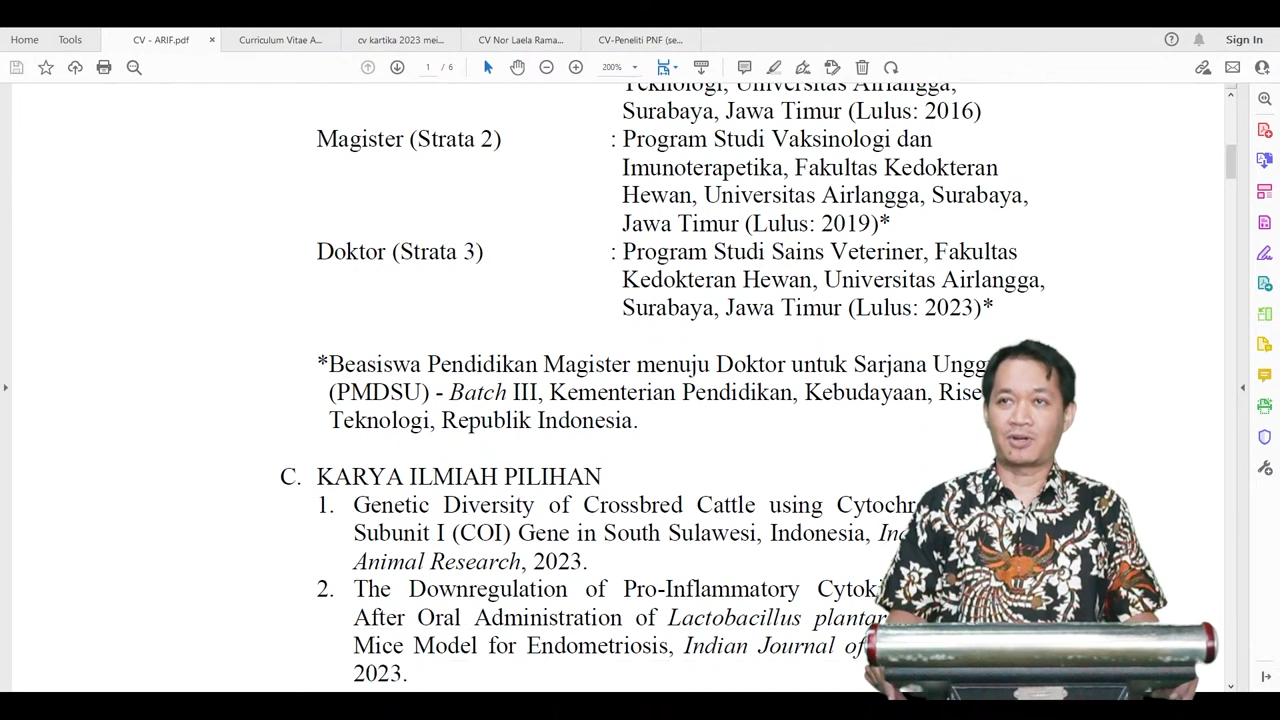 Home Tools CV - ARIF.pdf × Curriculum Vitae A... cv kartika 2023 mei... CV Nor Laela Rama... CV-Peneliti PNF (se... Sign In
1 / 6 200%
Teknologi, Universitas Airlangga,
Surabaya, Jawa Timur (Lulus: 2016)
Magister (Strata 2) : Program Studi Vaksinologi dan
Imunoterapetika, Fakultas Kedokteran
Hewan, Universitas Airlangga, Surabaya,
Jawa Timur (Lulus: 2019)*
Doktor (Strata 3) : Program Studi Sains Veteriner, Fakultas
Kedokteran Hewan, Universitas Airlangga,
Surabaya, Jawa Timur (Lulus: 2023)*
*Beasiswa Pendidikan Magister menuju Doktor untuk Sarjana
(PMDSU) - Batch III, Kementerian Pendidikan, Kebudayaan,
Teknologi, Republik Indonesia.
C. KARYA ILMIAH PILIHAN
1. Genetic Diversity of Crossbred Cattle using
Subunit I (COI) Gene in South Sulawesi, Indonesia,
Animal Research, 2023.
2. The Downregulation of Pro-Inflammatory
After Oral Administration of Lactobacillus
Mice Model for Endometriosis, Indian Journal of
2023.